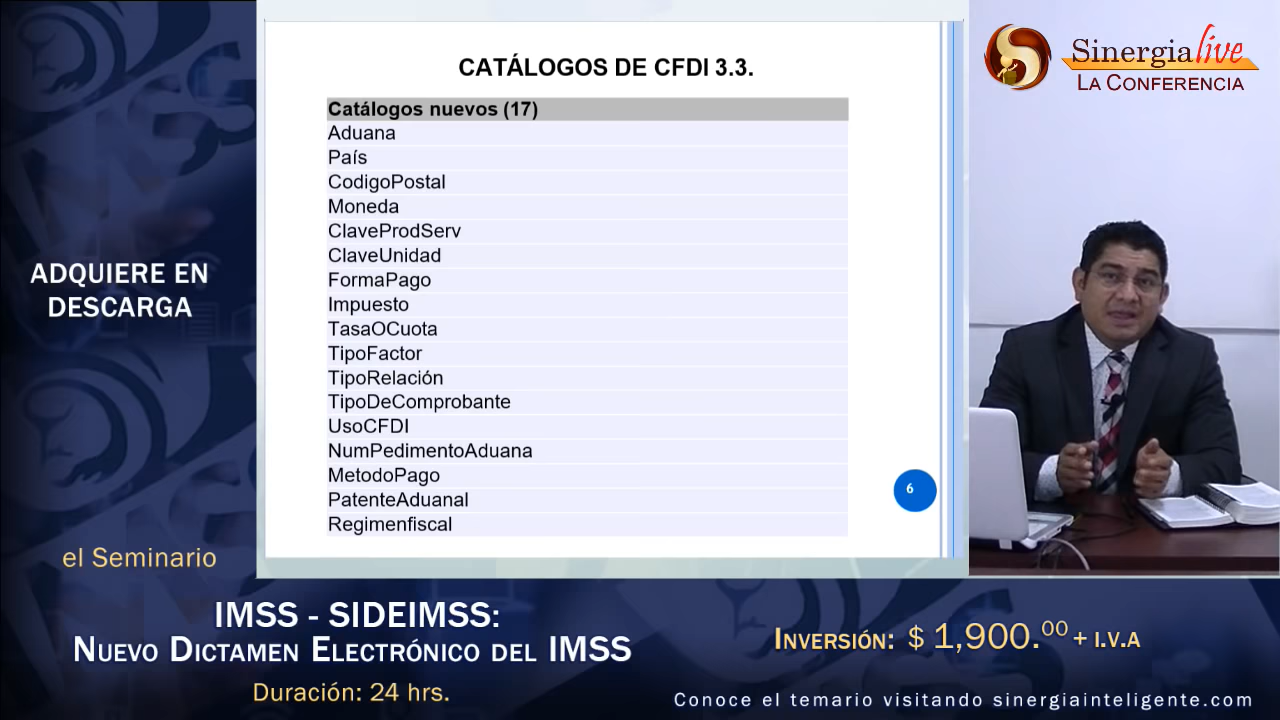 CATÁLOGOS DE CFDI 3.3.
Catálogos nuevos (17)
Aduana
País
CodigoPostal
Moneda
ClaveProdServ
ClaveUnidad
FormaPago
Impuesto
TasaOCuota
TipoFactor
TipoRelación
TipoDeComprobante
UsoCFDI
NumPedimentoAduana
MetodoPago
PatenteAduanal
Regimenfiscal
6
Sinergia live
LA CONFERENCIA
ADQUIERE EN
DESCARGA
el Seminario
IMSS - SIDEIMSS:
NUEVO DICTAMEN ELECTRÓNICO DEL IMSS
Duración: 24 hrs.
INVERSIÓN: $ 1,900.00 + I.V.A
Conoce el temario visitando sinergiainteligente.com